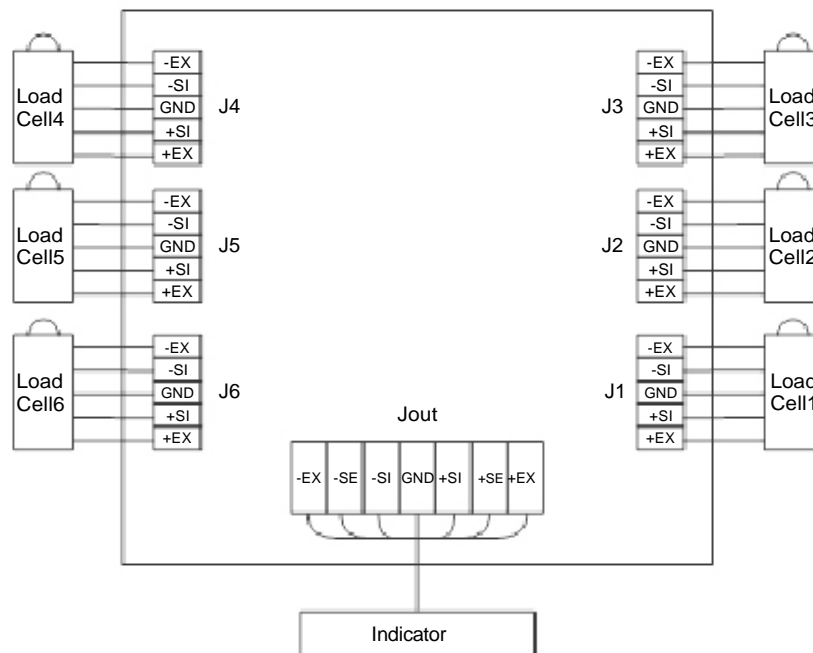 Load
Cell4
-EX
-SI
GND
+SI
+EX
J4
J3
-EX
-SI
GND
+SI
+EX
Load
Cell3
Load
Cell5
-EX
-SI
GND
+SI
+EX
J5
J2
-EX
-SI
GND
+SI
+EX
Load
Cell2
Load
Cell6
-EX
-SI
GND
+SI
+EX
J6
J1
-EX
-SI
GND
+SI
+EX
Load
Cell1
Jout
-EX -SE -SI GND +SI +SE +EX
Indicator